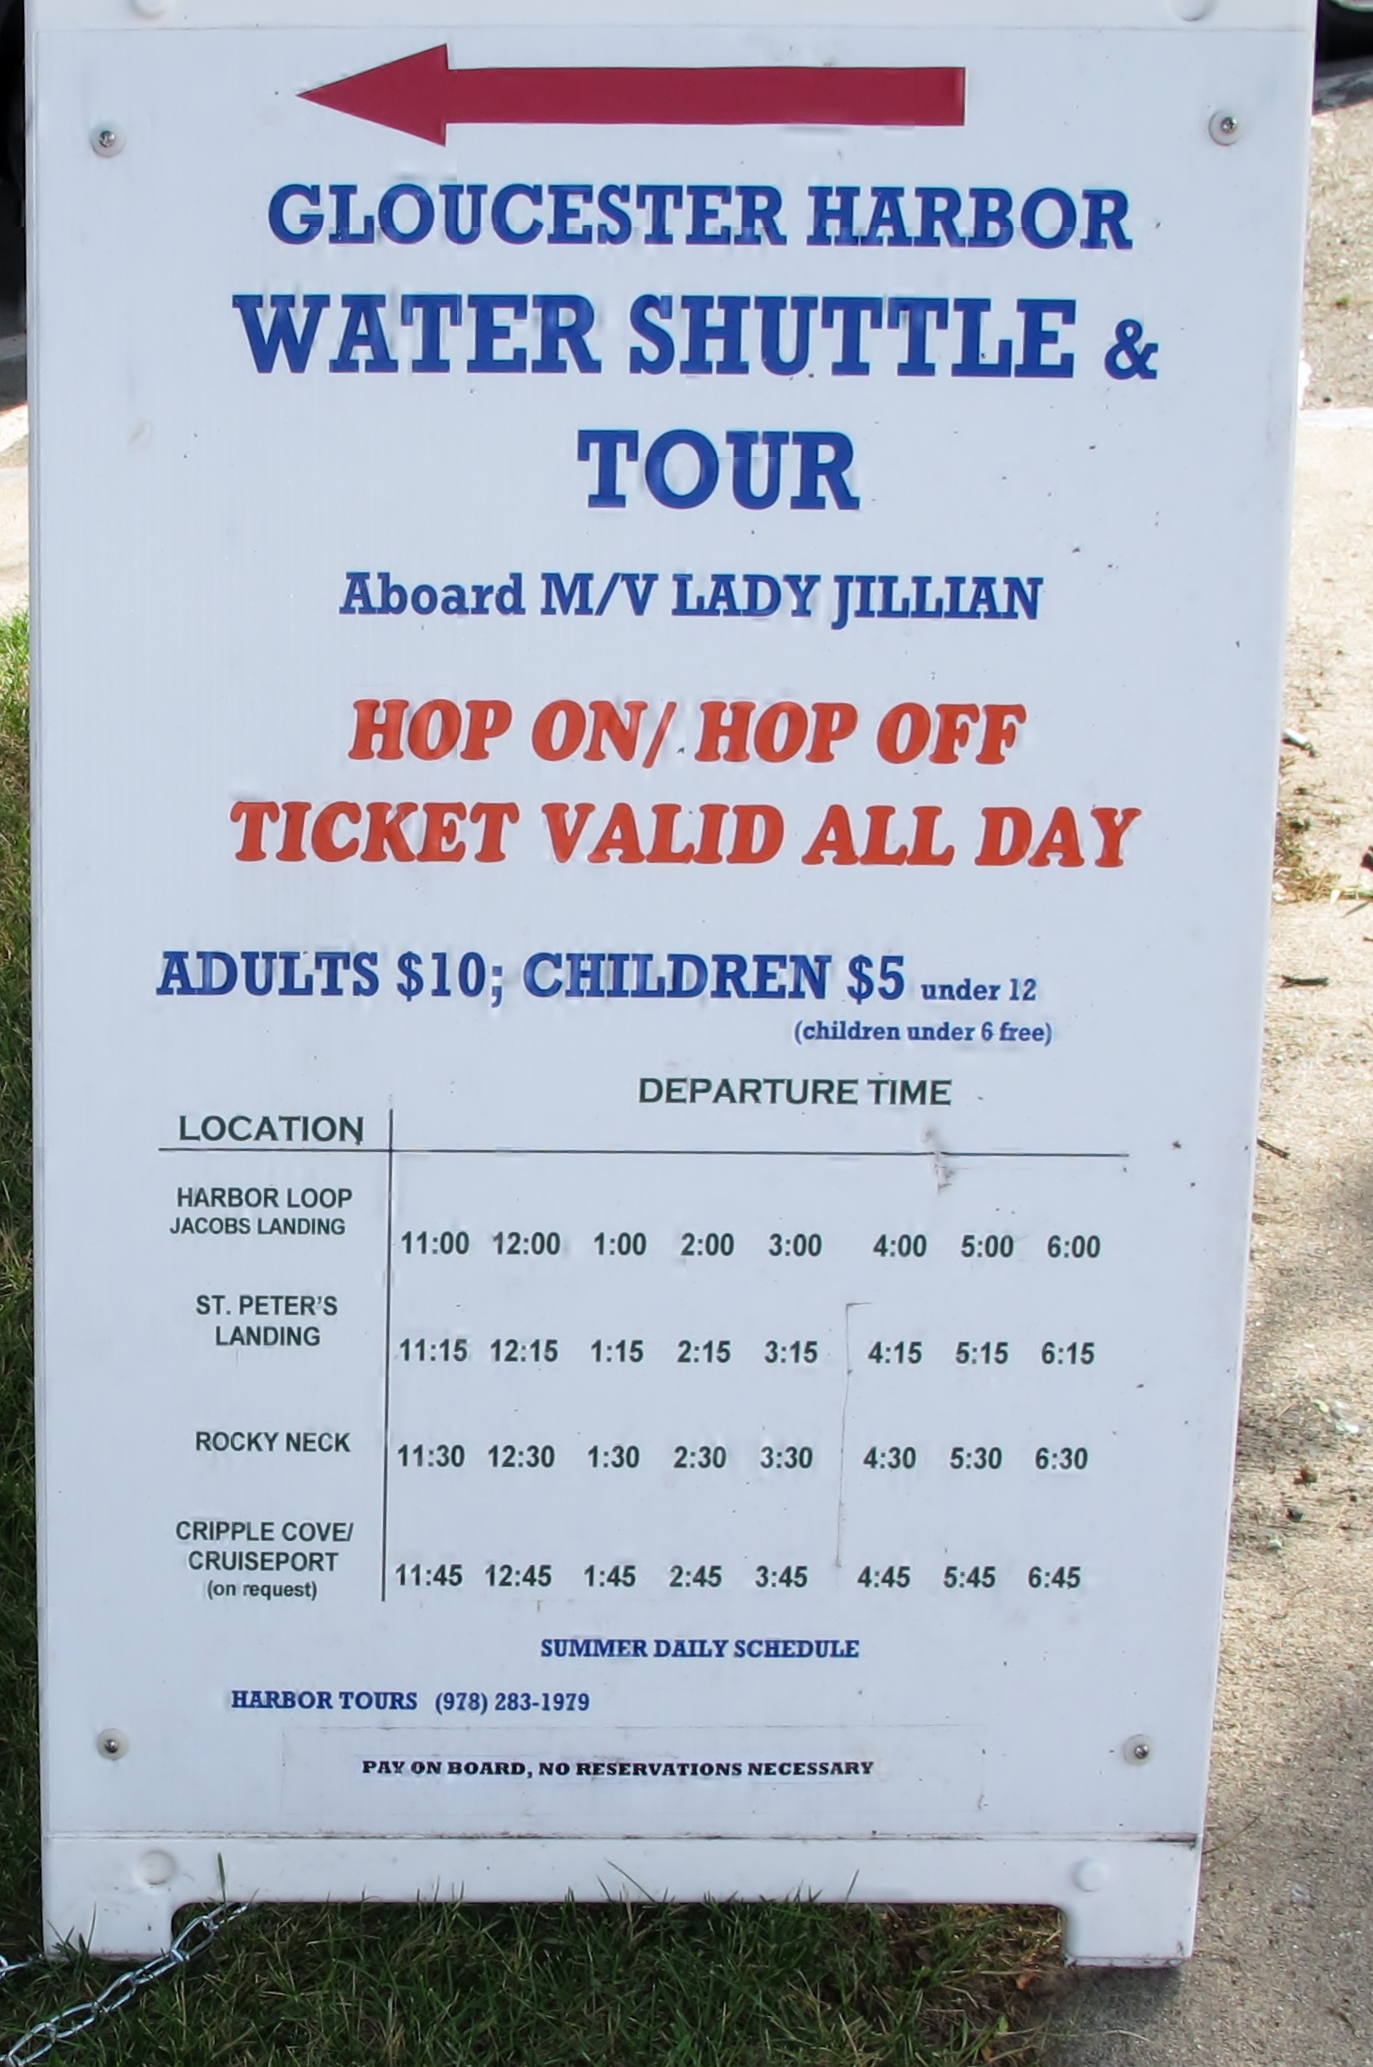 GLOUCESTER HARBOR
WATER SHUTTLE &
TOUR
Aboard M/V LADY JILLIAN
HOP ON/ HOP OFF
TICKET VALID ALL DAY
ADULTS $10; CHILDREN $5 under 12
(children under 6 free)
DEPARTURE TIME
LOCATION
HARBOR LOOP
JACOBS LANDING
11:00 12:00 1:00 2:00 3:00 4:00 5:00 6:00
ST. PETER'S
LANDING
11:15 12:15 1:15 2:15 3:15 4:15 5:15 6:15
ROCKY NECK
11:30 12:30 1:30 2:30 3:30 4:30 5:30 6:30
CRIPPLE COVE/
CRUISEPORT
(on request)
11:45 12:45 1:45 2:45 3:45 4:45 5:45 6:45
SUMMER DAILY SCHEDULE
HARBOR TOURS (978) 283-1979
PAY ON BOARD, NO RESERVATIONS NECESSARY